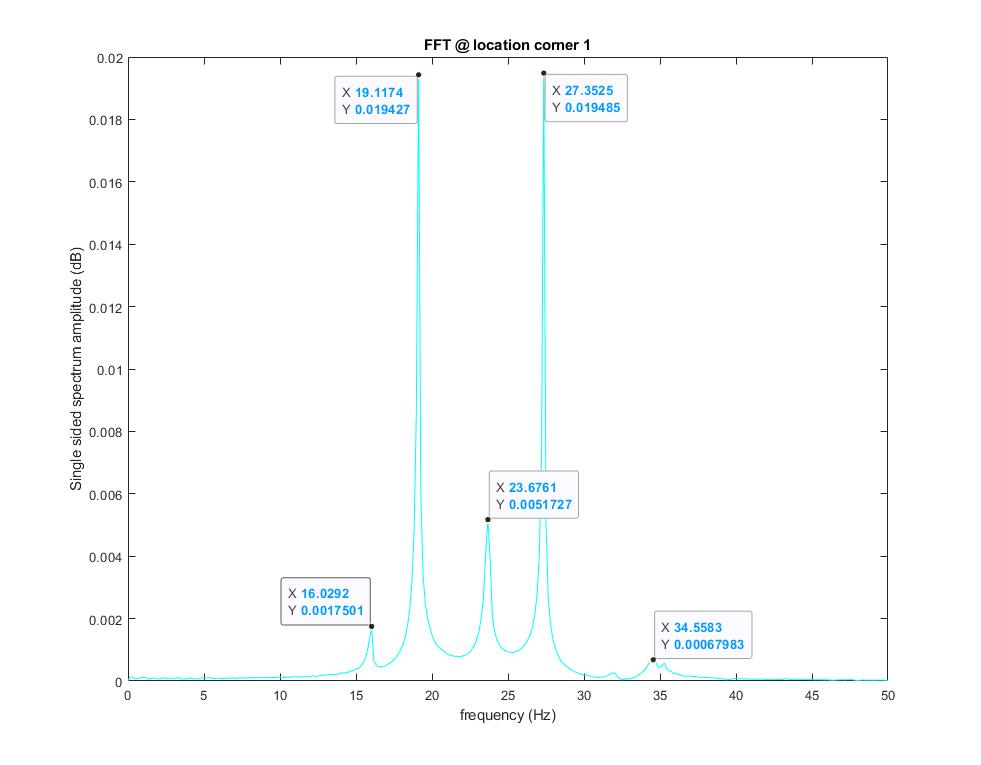 FFT @ location corner 1
Single sided spectrum amplitude (dB)
0.02
0.018
0.016
0.014
0.012
0.01
0.008
0.006
0.004
0.002
0
X 19.1174
Y 0.019427
X 27.3525
Y 0.019485
X 23.6761
Y 0.0051727
X 16.0292
Y 0.0017501
X 34.5583
Y 0.00067983
0 5 10 15 20 25 30 35 40 45 50
frequency (Hz)